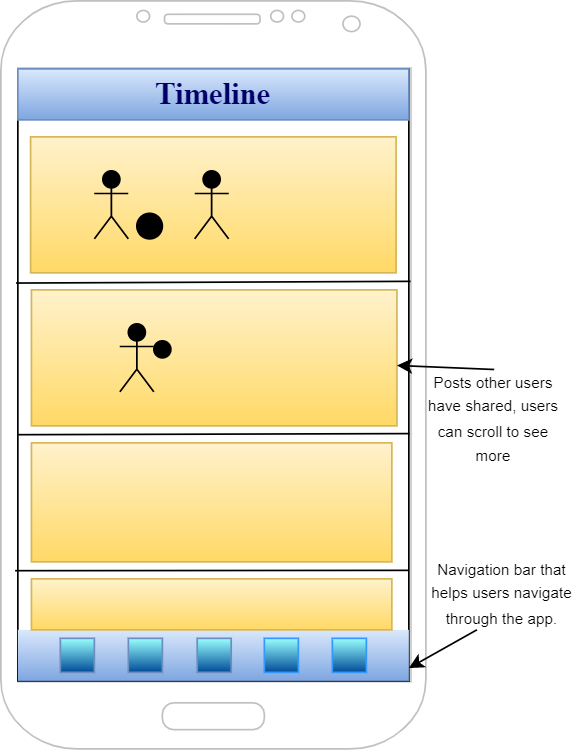 Timeline
Posts other users
have shared, users
can scroll to see
more
Navigation bar that
helps users navigate
through the app.